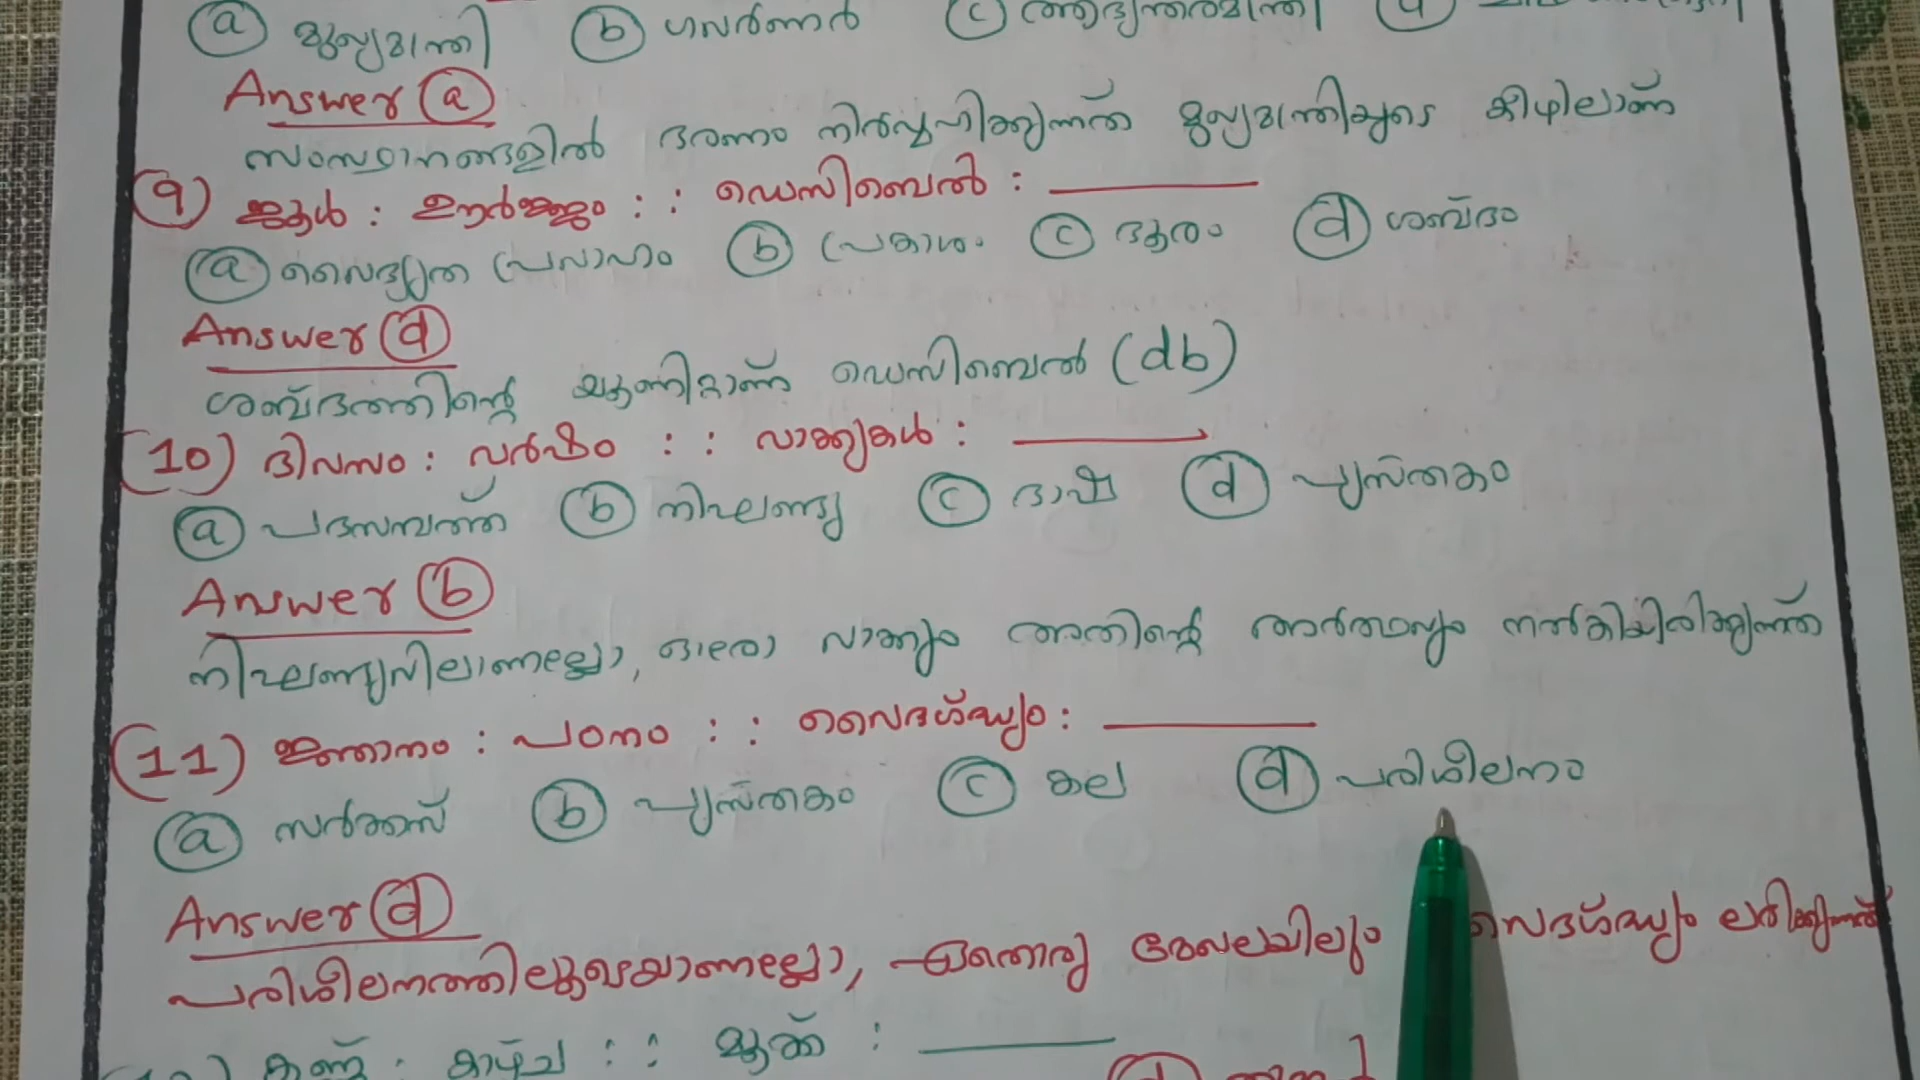 ⓐ മുഖ്യമന്ത്രി ⓑ ഗവർണർ ⓒ ആഭ്യന്തരമന്ത്രി ⓓ
Answer ⓐ
സംസ്ഥാനങ്ങളിൽ ഭരണം നിർവ്വഹിക്കുന്നത് മുഖ്യമന്ത്രിയുടെ കീഴിലാണ്
(9) ജൂൾ : ഊർജ്ജം : : ഡെസിബെൽ : ______
ⓐ വൈദ്യുത പ്രവാഹം ⓑ പ്രകാശം ⓒ ദൂരം ⓓ ശബ്ദം
Answer ⓓ
ശബ്ദത്തിന്റെ യൂണിറ്റാണ് ഡെസിബെൽ (db)
(10) ദിവസം : വർഷം : : വാക്കുകൾ : ______
ⓐ പദസമ്പത്ത് ⓑ നിഘണ്ടു ⓒ ഭാഷ ⓓ പുസ്തകം
Answer ⓑ
നിഘണ്ടുവിലാണല്ലോ, ഓരോ വാക്കും അതിന്റെ അർത്ഥവും നൽകിയിരിക്കുന്നത്
(11) ജ്ഞാനം : പഠനം : : വൈദഗ്ദ്ധ്യം : ______
ⓐ സർക്കസ് ⓑ പുസ്തകം ⓒ കല ⓓ പരിശീലനം
Answer ⓓ
പരിശീലനത്തിലൂടെയാണല്ലോ, ഏതൊരു മേഖലയിലും വൈദഗ്ദ്ധ്യം ലഭിക്കുന്നത്
കണ്ണ് : കാഴ്ച : : മൂക്ക് : ______